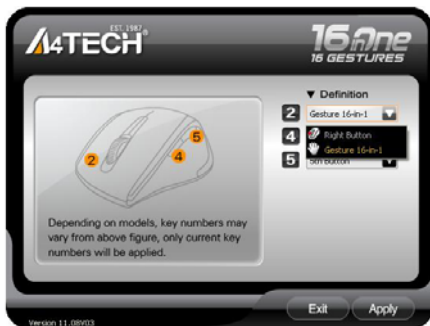 EST. 1987
A4TECH®
16 One
16 GESTURES
▼ Definition
2 Gesture 16-in-1
4 Right Button
Gesture 16-in-1
5 5th Button
2
5
4
Depending on models, key numbers may
vary from above figure, only current key
numbers will be applied.
Exit Apply
Version 11.08V03